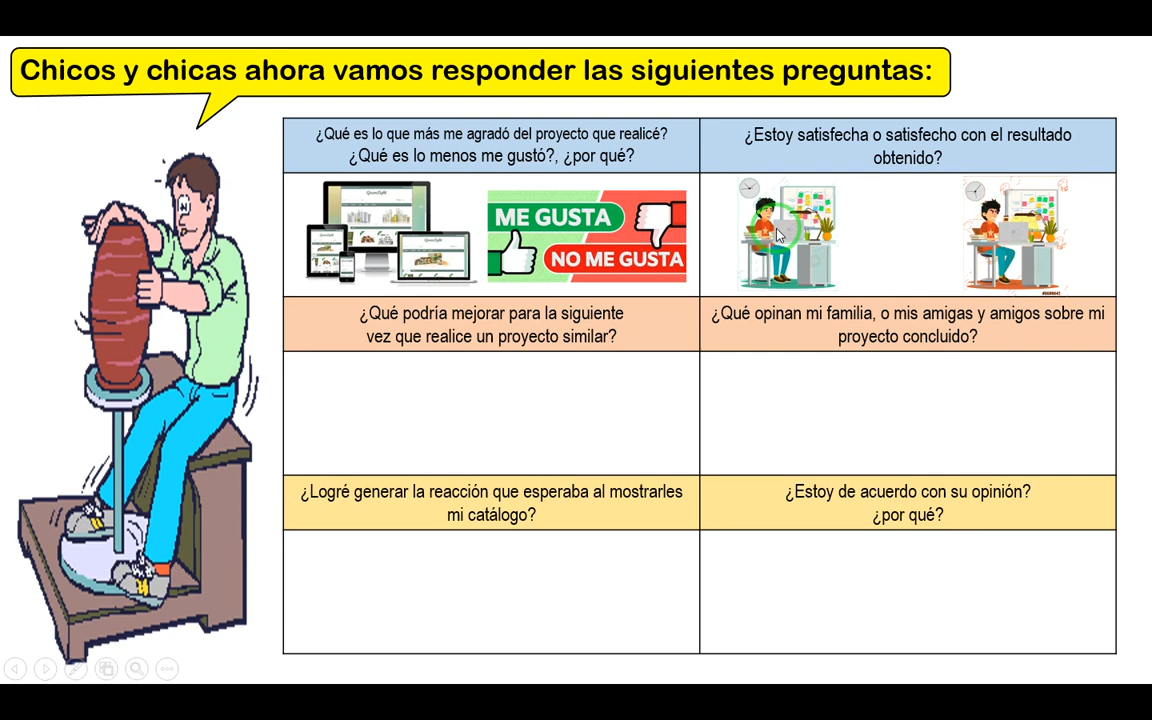 Chicos y chicas ahora vamos responder las siguientes preguntas:
¿Qué es lo que más me agradó del proyecto que realicé?
¿Qué es lo menos me gustó?, ¿por qué?
¿Estoy satisfecha o satisfecho con el resultado
obtenido?
ME GUSTA
NO ME GUSTA
¿Qué podría mejorar para la siguiente
vez que realice un proyecto similar?
¿Qué opinan mi familia, o mis amigas y amigos sobre mi
proyecto concluido?
¿Logré generar la reacción que esperaba al mostrarles
mi catálogo?
¿Estoy de acuerdo con su opinión?
¿por qué?